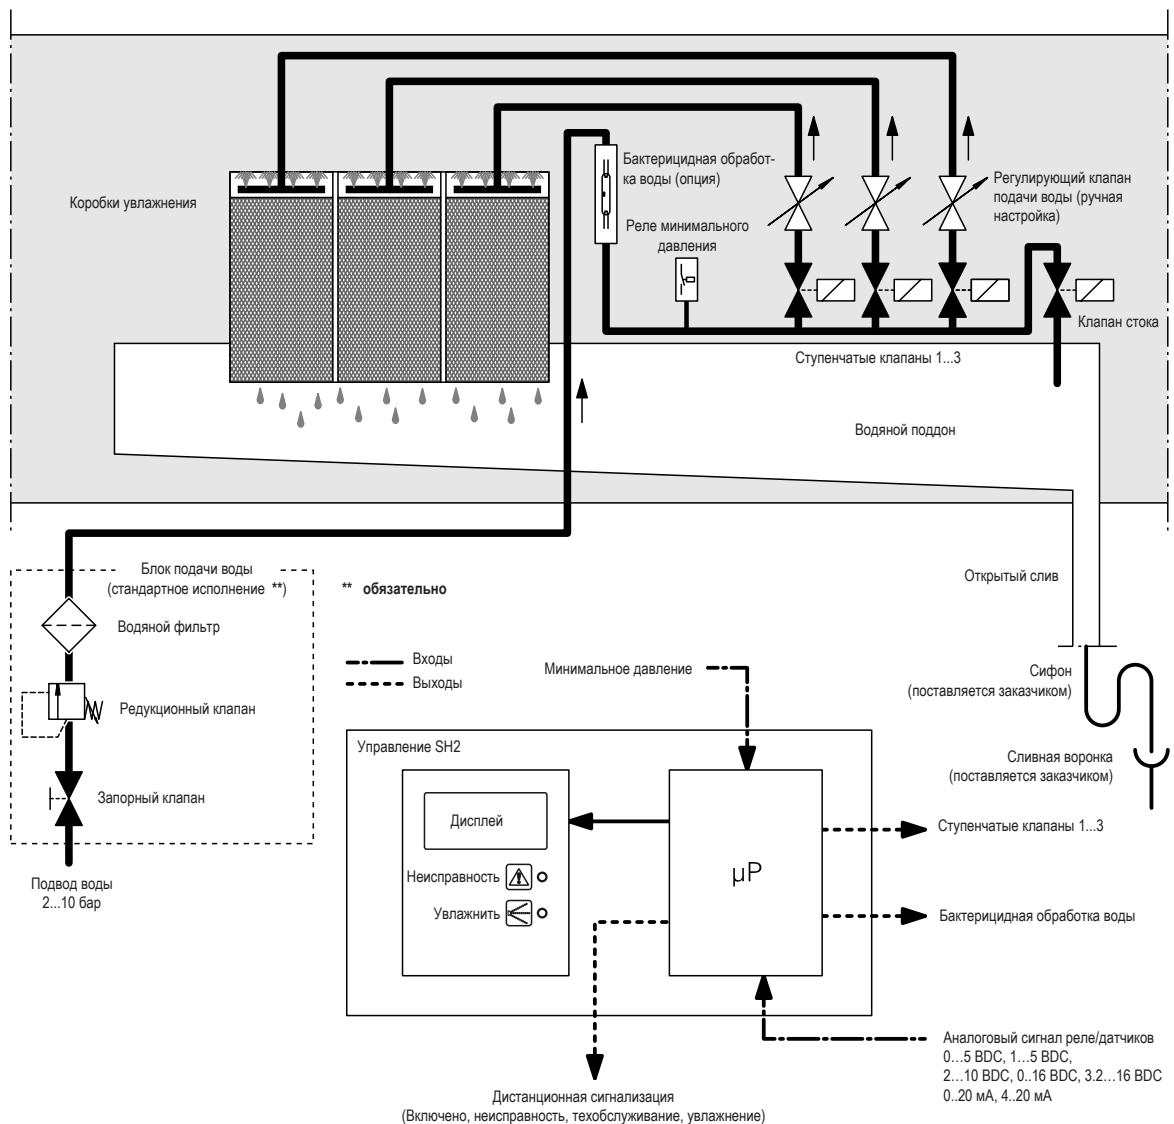 Бактерицидная обработ-
ка воды (опция)
Регулирующий клапан
подачи воды (ручная
настройка)
Коробки увлажнения
Реле минимального
давления
Клапан стока
Ступенчатые клапаны 1...3
Водяной поддон
Блок подачи воды
(стандартное исполнение **)
** обязательно
Открытый слив
Водяной фильтр
Входы
Выходы
Минимальное давление
Сифон
(поставляется заказчиком)
Редукционный клапан
Управление SH2
Сливная воронка
(поставляется заказчиком)
Запорный клапан
Дисплей
Ступенчатые клапаны 1...3
µP
Неисправность
Подвод воды
2...10 бар
Увлажнить
Бактерицидная обработка воды
Аналоговый сигнал реле/датчиков
0...5 ВDC, 1...5 ВDC,
2...10 ВDC, 0..16 ВDC, 3.2...16 ВDC
0..20 мА, 4..20 мА
Дистанционная сигнализация
(Включено, неисправность, техобслуживание, увлажнение)